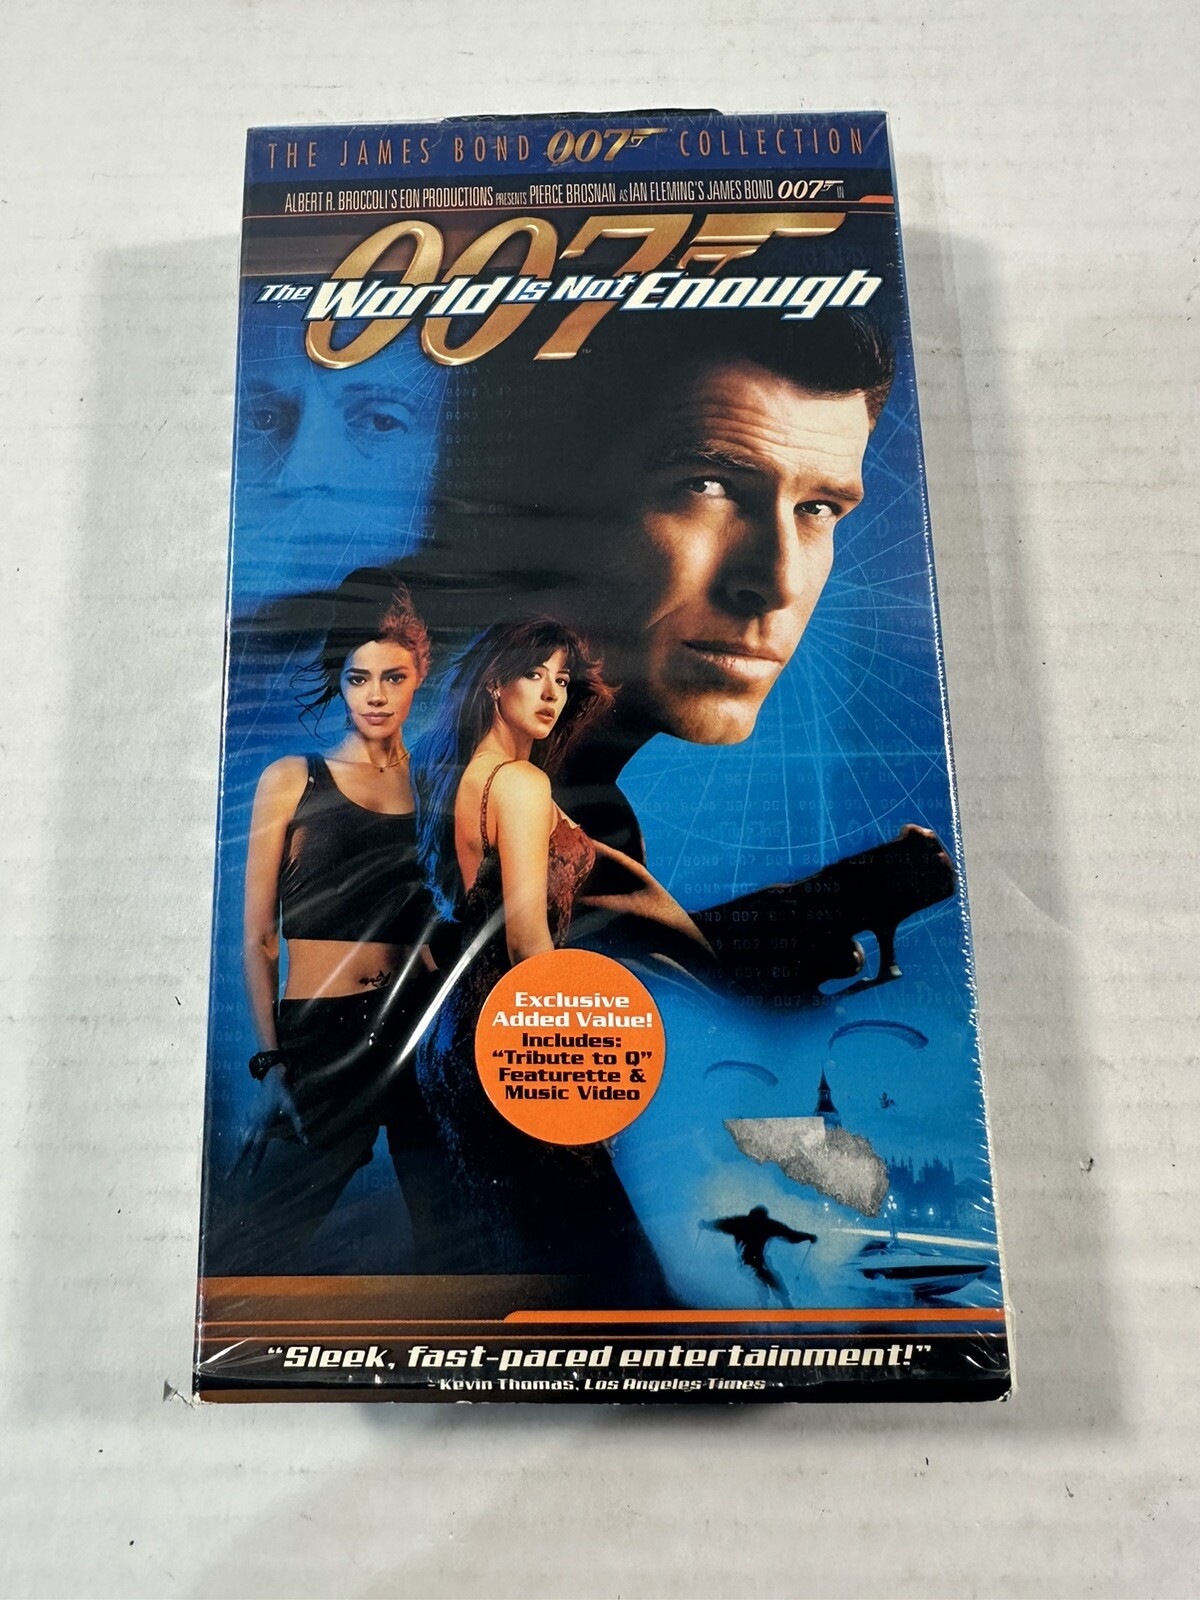 THE JAMES BOND 007 COLLECTION
ALBERT R. BROCCOLI'S EON PRODUCTIONS PRESENTS PIERCE BROSNAN AS IAN FLEMING'S JAMES BOND 007 IN
007
The World Is Not Enough
TM
Exclusive
Added Value!
Includes:
"Tribute to Q"
Featurette &
Music Video
"Sleek, fast-paced entertainment!"
-Kevin Thomas, Los Angeles Times